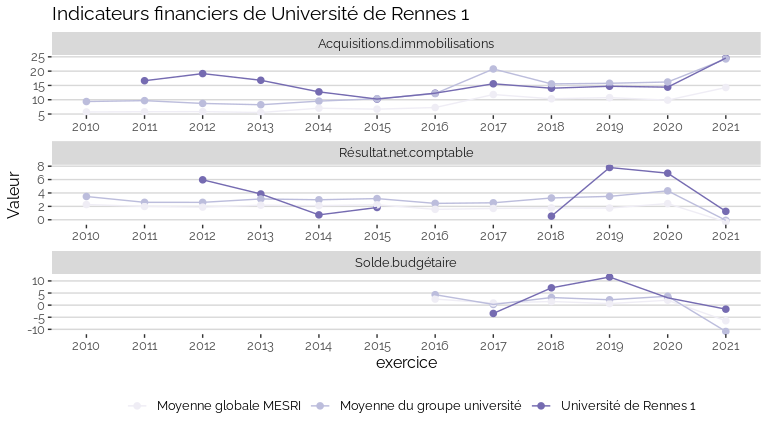 Indicateurs financiers de Université de Rennes 1
Acquisitions.d.immobilisations
25
20
15
10
5
2010 2011 2012 2013 2014 2015 2016 2017 2018 2019 2020 2021
Résultat.net.comptable
8
6
4
2
0
2010 2011 2012 2013 2014 2015 2016 2017 2018 2019 2020 2021
Valeur
Solde.budgétaire
10
5
0
-5
-10
2010 2011 2012 2013 2014 2015 2016 2017 2018 2019 2020 2021
exercice
Moyenne globale MESRI Moyenne du groupe université Université de Rennes 1